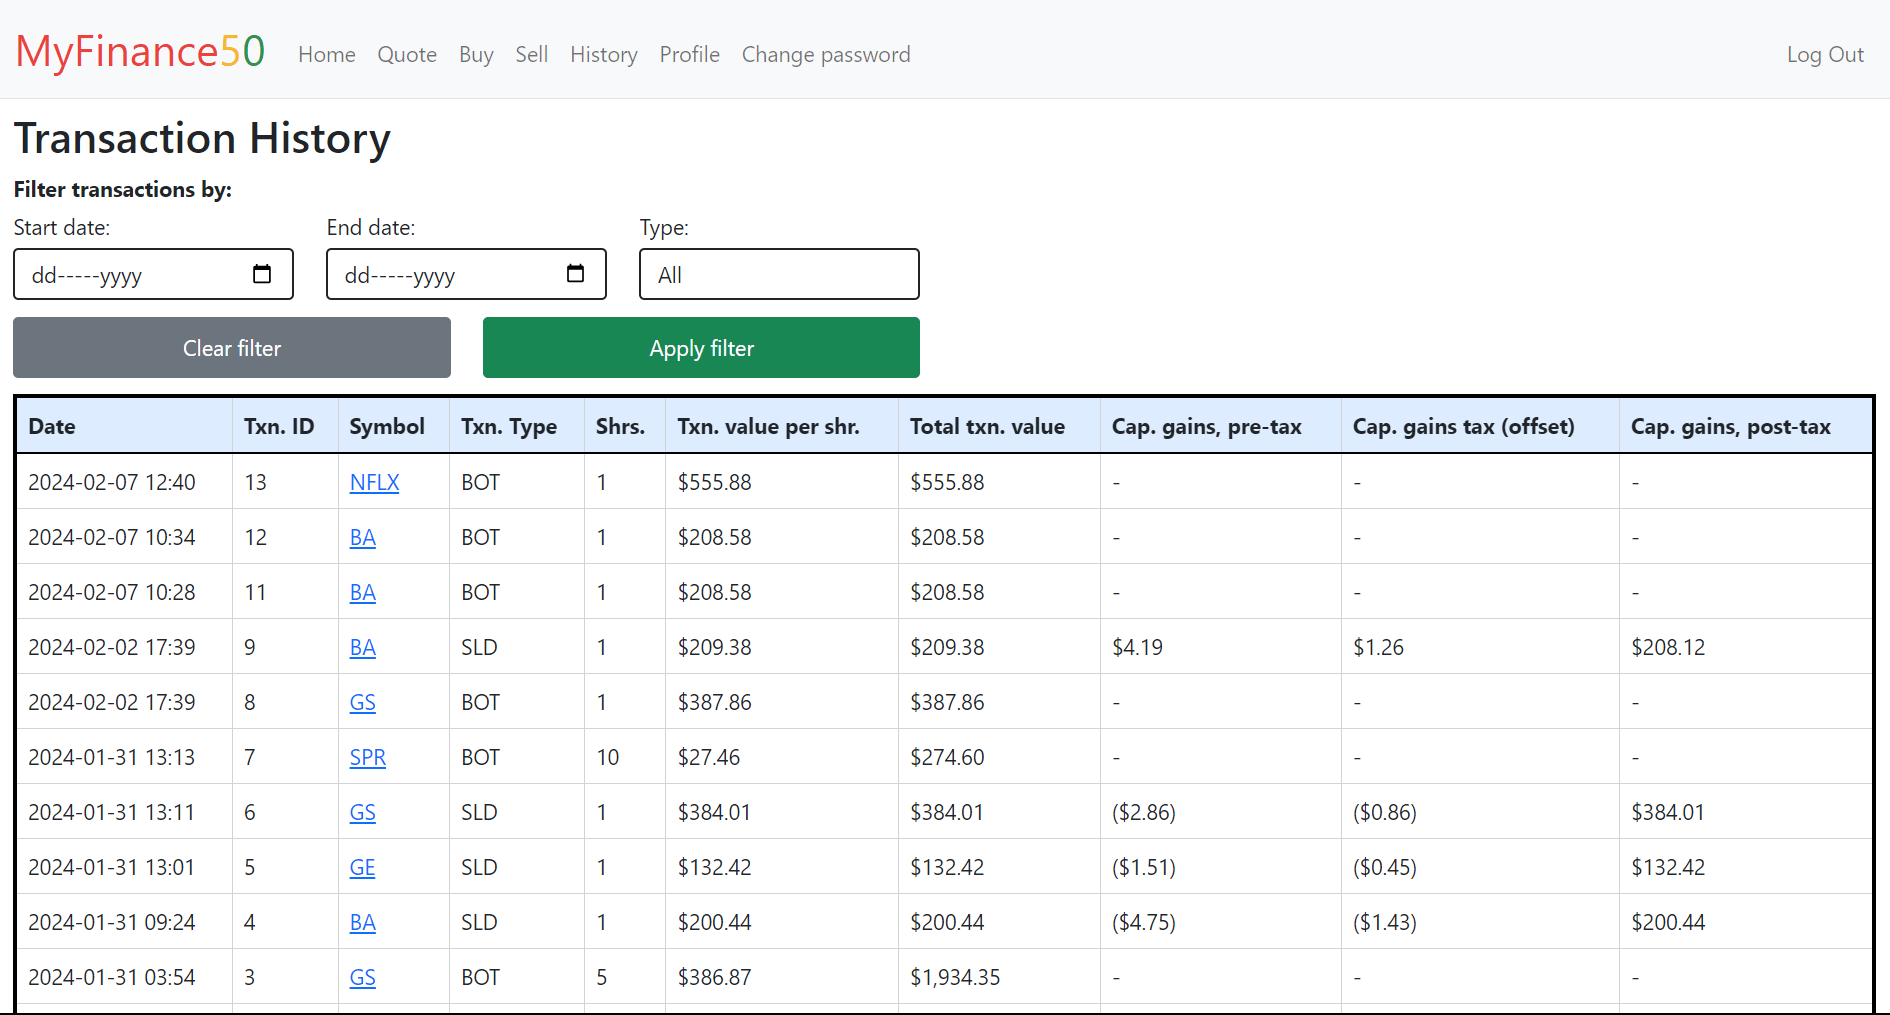 MyFinance50 Home Quote Buy Sell History Profile Change password Log Out
Transaction History
Filter transactions by:
Start date: End date: Type:
dd-----yyyy dd-----yyyy All
Clear filter Apply filter
Date Txn. ID Symbol Txn. Type Shrs. Txn. value per shr. Total txn. value Cap. gains, pre-tax Cap. gains tax (offset) Cap. gains, post-tax
2024-02-07 12:40 13 NFLX BOT 1 $555.88 $555.88 - - -
2024-02-07 10:34 12 BA BOT 1 $208.58 $208.58 - - -
2024-02-07 10:28 11 BA BOT 1 $208.58 $208.58 - - -
2024-02-02 17:39 9 BA SLD 1 $209.38 $209.38 $4.19 $1.26 $208.12
2024-02-02 17:39 8 GS BOT 1 $387.86 $387.86 - - -
2024-01-31 13:13 7 SPR BOT 10 $27.46 $274.60 - - -
2024-01-31 13:11 6 GS SLD 1 $384.01 $384.01 ($2.86) ($0.86) $384.01
2024-01-31 13:01 5 GE SLD 1 $132.42 $132.42 ($1.51) ($0.45) $132.42
2024-01-31 09:24 4 BA SLD 1 $200.44 $200.44 ($4.75) ($1.43) $200.44
2024-01-31 03:54 3 GS BOT 5 $386.87 $1,934.35 - - -